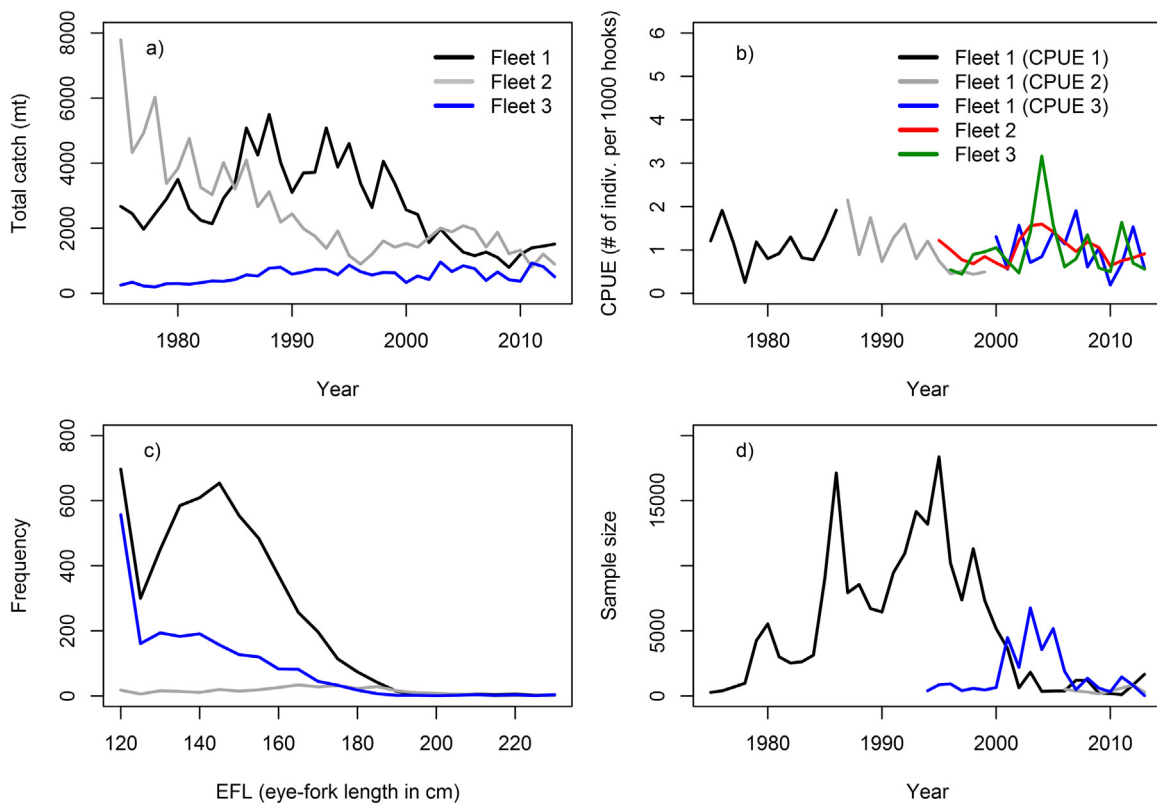 a)
Fleet 1
Fleet 2
Fleet 3
Total catch (mt)
0
2000
4000
6000
8000
1980
1990
2000
2010
Year
b)
Fleet 1 (CPUE 1)
Fleet 1 (CPUE 2)
Fleet 1 (CPUE 3)
Fleet 2
Fleet 3
CPUE (# of indiv. per 1000 hooks)
0
1
2
3
4
5
6
1980
1990
2000
2010
Year
c)
Frequency
0
200
400
600
800
120
140
160
180
200
220
EFL (eye-fork length in cm)
d)
Sample size
0
5000
15000
1980
1990
2000
2010
Year